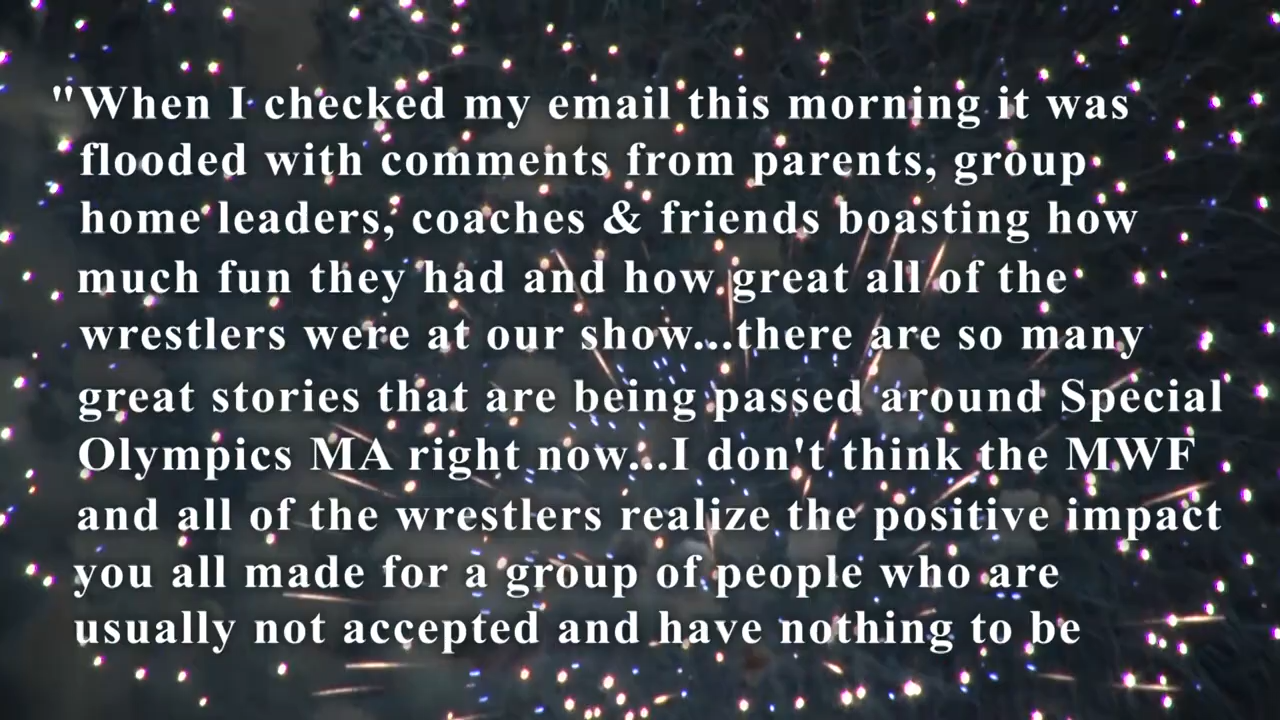 "When I checked my email this morning it was
flooded with comments from parents, group
home leaders, coaches & friends boasting how
much fun they had and how great all of the
wrestlers were at our show...there are so many
great stories that are being passed around Special
Olympics MA right now...I don't think the MWF
and all of the wrestlers realize the positive impact
you all made for a group of people who are
usually not accepted and have nothing to be